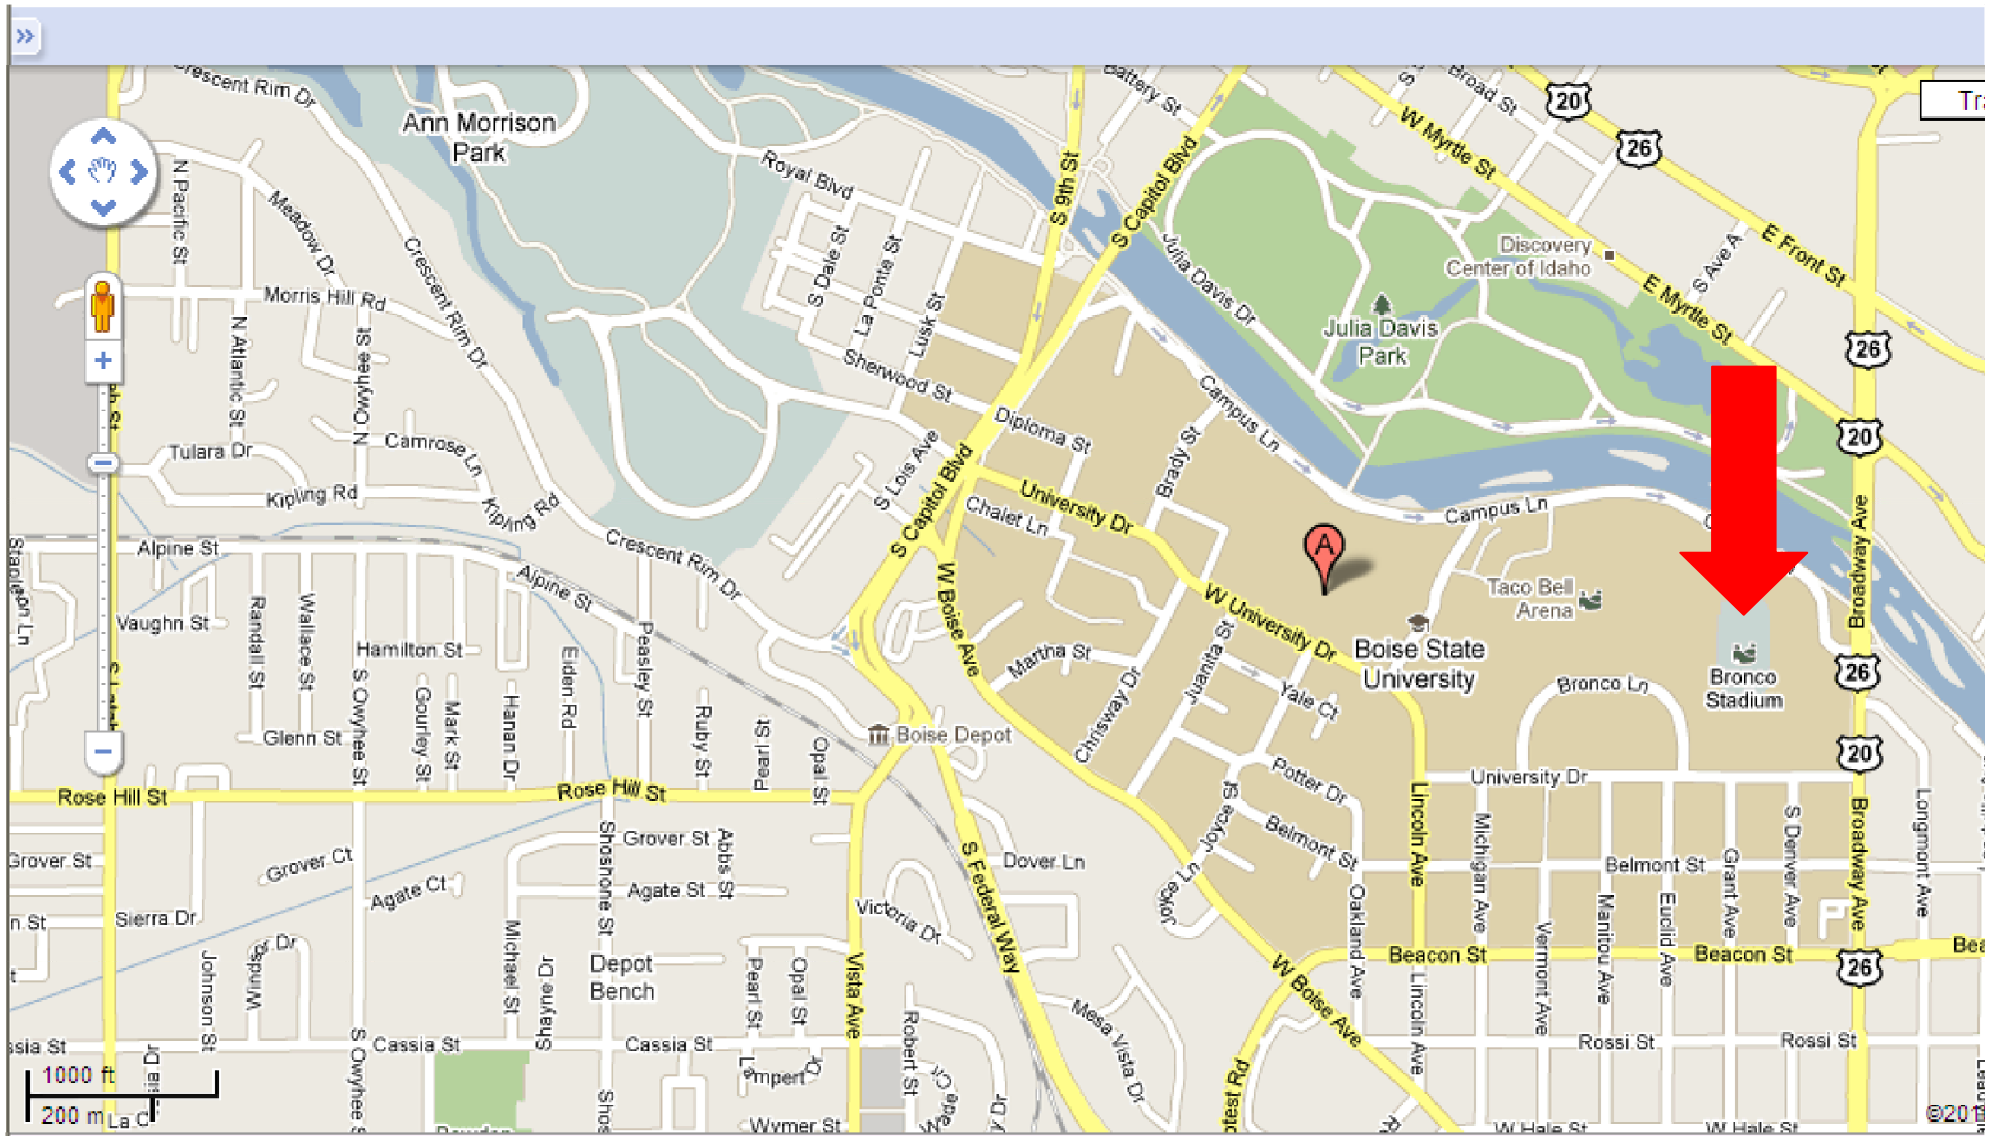 »
Crescent Rim Dr
Ann Morrison
Park
Royal Blvd
S 9th St
Battery St
S Capitol Blvd
Broad St
20
26
W Myrtle St
N Pacific St
Meadow Dr
Crescent Rim Dr
Morris Hill Rd
N Atlantic St
N Owyhee St
S Dale St
La Ponte St
Lusk St
Sherwood St
Julia Davis Dr
Julia Davis
Park
Discovery
Center of Idaho
S Ave A
E Front St
E Myrtle St
26
20
Tulara Dr
Camrose Ln
Kipling Rd
Kipling Rd
S Lois Ave
S Capitol Blvd
Diploma St
University Dr
Chalet Ln
Brady St
Campus Ln
Campus Ln
Broadway Ave
Alpine St
Alpine St
Crescent Rim Dr
A
W Boise Ave
W University Dr
Taco Bell
Arena
Boise State
University
Vaughn St
Randall St
Wallace St
Hamilton St
S Owyhee St
Gourley St
Mark St
Hanan Dr
Eiden Rd
Peasley St
Ruby St
Pearl St
Opal St
Glenn St
Martha St
Chrisway Dr
Juanita St
Yale Ct
Bronco Ln
Bronco
Stadium
26
20
Boise Depot
Rose Hill St
Rose Hill St
Potter Dr
University Dr
Lincoln Ave
Michigan Ave
S Denver Ave
Broadway Ave
Longmont Ave
Grover St
Grover Ct
Agate Ct
Shoshone St
Grover St
Abbs St
Agate St
S Federal Way
Dover Ln
Joyce St
Joyce Ln
Belmont St
Belmont St
Oakland Ave
Vermont Ave
Manitou Ave
Euclid Ave
Grant Ave
Sierra Dr
Johnson St
Michael St
Shayne Dr
Depot
Bench
Victoria Dr
Pearl St
Opal St
Vista Ave
Robert St
Beacon St
Beacon St
26
W Boise Ave
Lincoln Ave
Mesa Vista Dr
Rossi St
Rossi St
S Owyhee S
Cassia St
Cassia St
Lampert Dr
Wymer St
W Hale St
W Hale St
1000 ft
200 m